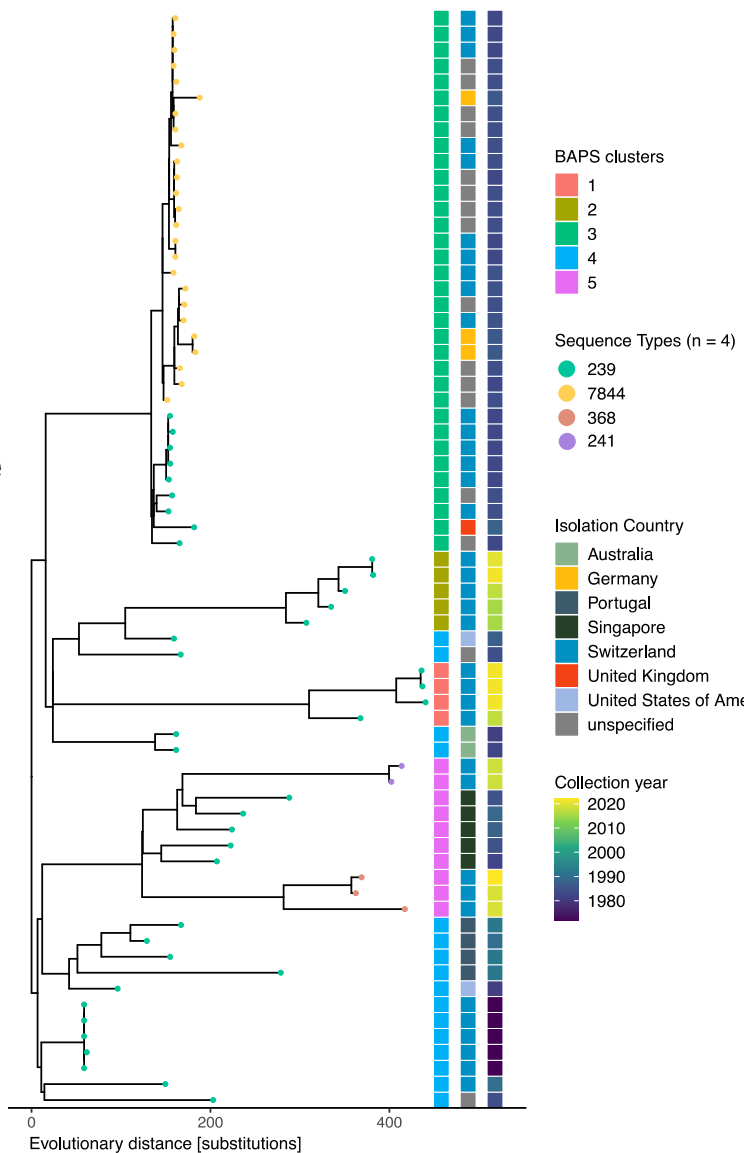 BAPS clusters
1
2
3
4
5
Sequence Types (n = 4)
239
7844
368
241
Isolation Country
Australia
Germany
Portugal
Singapore
Switzerland
United Kingdom
United States of Ame
unspecified
Collection year
2020
2010
2000
1990
1980
0 200 400
Evolutionary distance [substitutions]